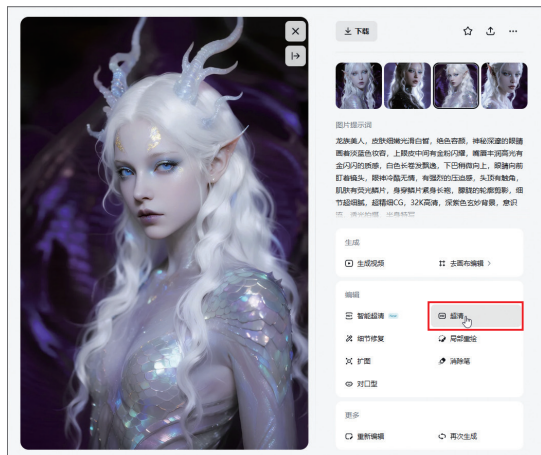 下载
图片提示词
龙族美人，皮肤细嫩光滑白皙，绝色容颜，神秘深邃的眼睛
画着淡蓝色妆容，上眼皮中间有金粉闪耀，嘴唇丰润高光有
金闪闪的质感，白色长卷发飘逸，下巴稍微向上，眼睛向前
盯着镜头，眼神冷酷无情，有强烈的压迫感，头顶有触角，
肌肤有荧光鳞片，身穿鳞片紧身长袍，朦胧的轮廓剪影，细
节超细腻，超精细CG，32K高清，深紫色玄妙背景，意识
生成
生成视频
去画布编辑
编辑
智能超清
超清
细节修复
局部重绘
扩图
消除笔
对口型
更多
重新编辑
再次生成